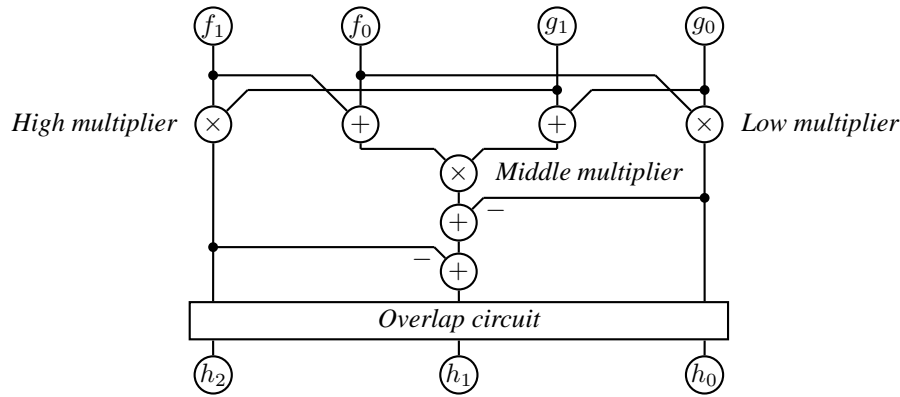 f₁ f₀ g₁ g₀
High multiplier × + + × Low multiplier
× Middle multiplier
+ −
− +
Overlap circuit
h₂ h₁ h₀